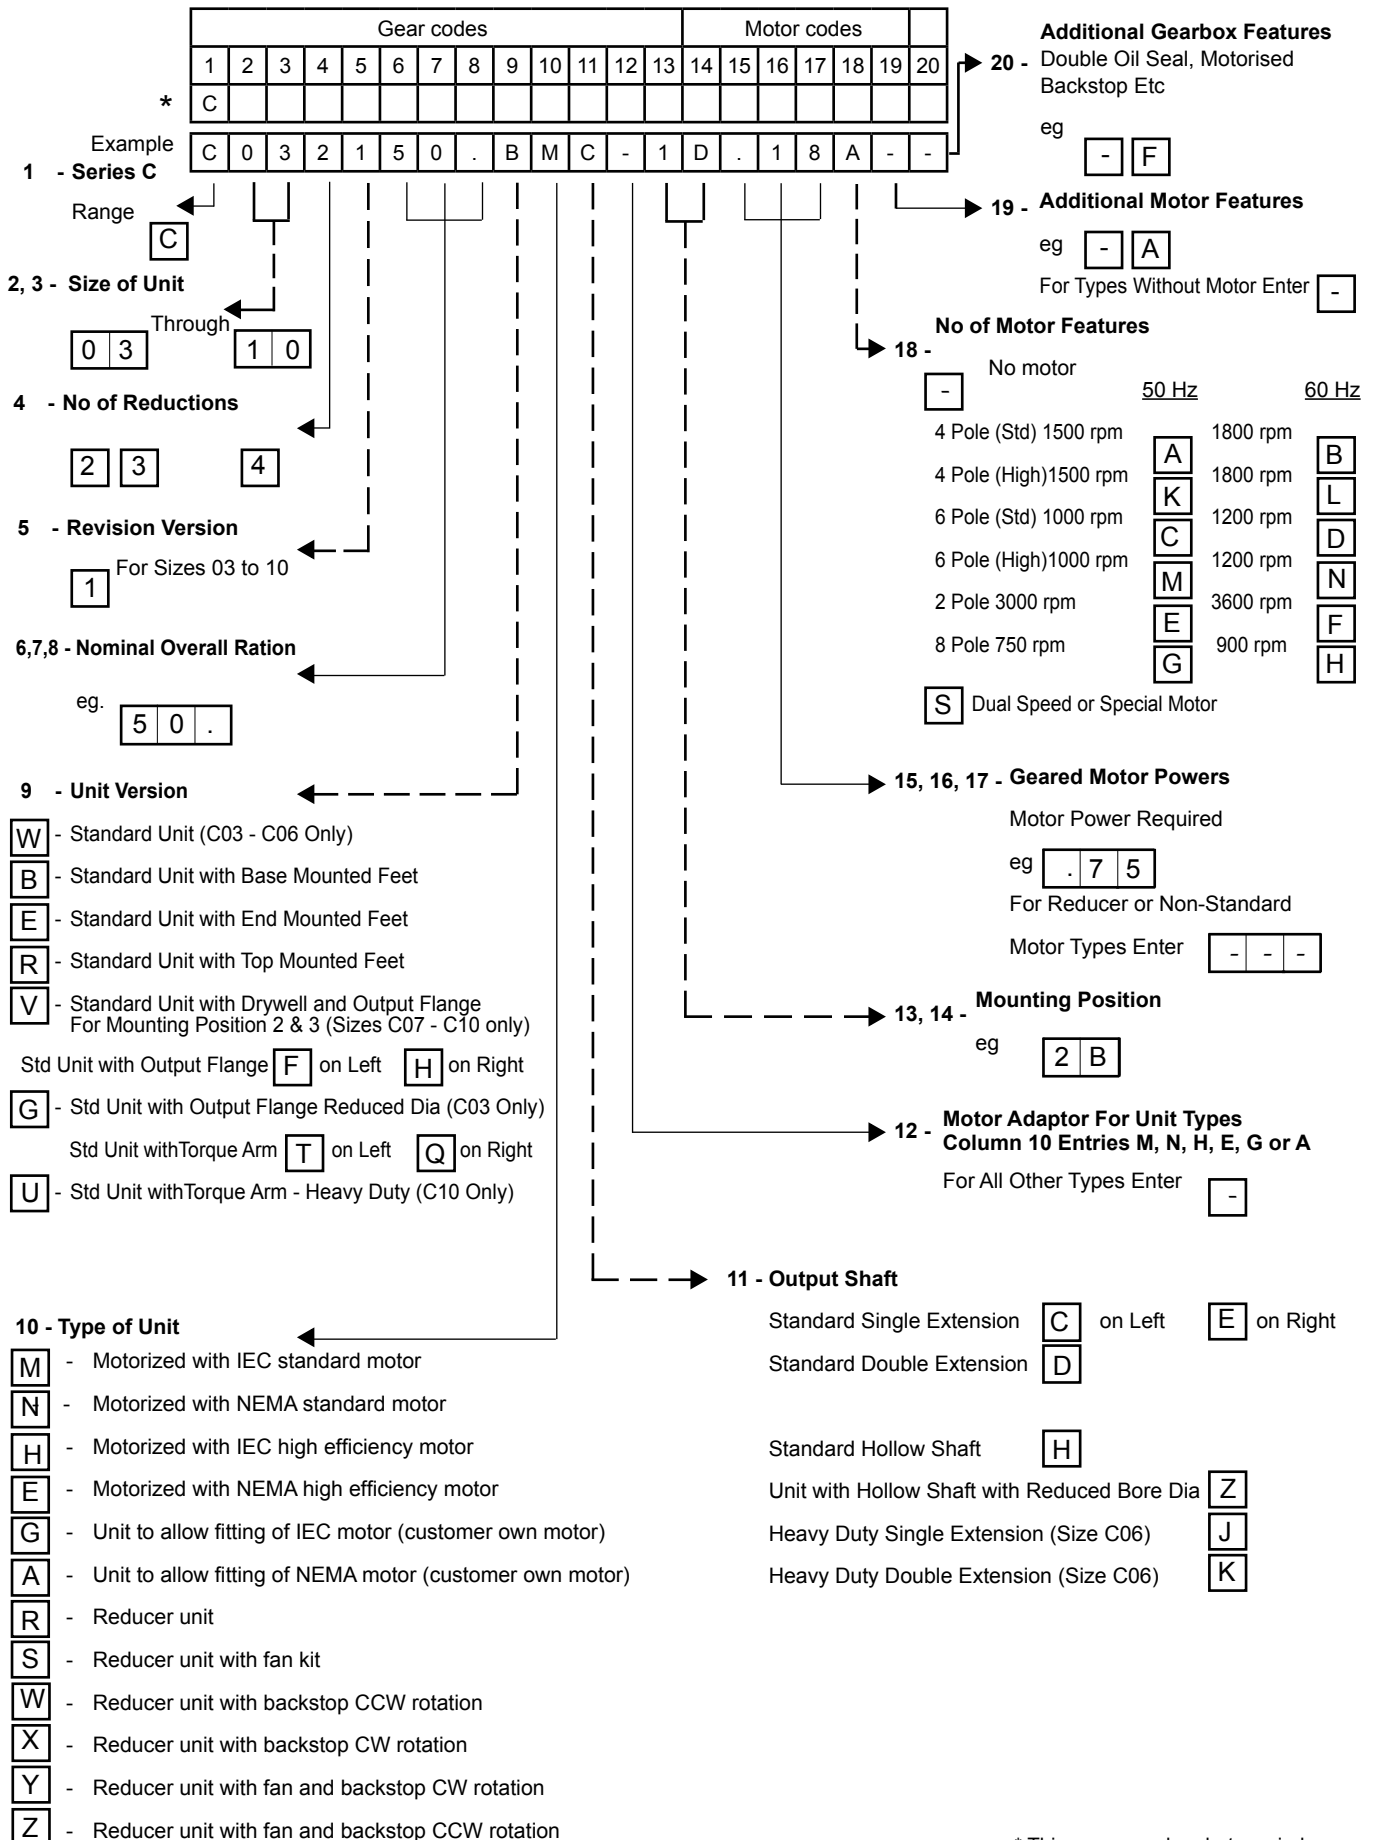 Gear codes Motor codes
1 2 3 4 5 6 7 8 9 10 11 12 13 14 15 16 17 18 19 20
* C
Example C 0 3 2 1 5 0 . B M C - 1 D . 1 8 A - -
1 - Series C
Range
C
2, 3 - Size of Unit
Through
0 3 1 0
4 - No of Reductions
2 3 4
5 - Revision Version
For Sizes 03 to 10
1
6,7,8 - Nominal Overall Ration
eg.
5 0 .
9 - Unit Version
W - Standard Unit (C03 - C06 Only)
B - Standard Unit with Base Mounted Feet
E - Standard Unit with End Mounted Feet
R - Standard Unit with Top Mounted Feet
V - Standard Unit with Drywell and Output Flange
For Mounting Position 2 & 3 (Sizes C07 - C10 only)
Std Unit with Output Flange F on Left H on Right
G - Std Unit with Output Flange Reduced Dia (C03 Only)
Std Unit withTorque Arm T on Left Q on Right
U - Std Unit withTorque Arm - Heavy Duty (C10 Only)
10 - Type of Unit
M - Motorized with IEC standard motor
N - Motorized with NEMA standard motor
H - Motorized with IEC high efficiency motor
E - Motorized with NEMA high efficiency motor
G - Unit to allow fitting of IEC motor (customer own motor)
A - Unit to allow fitting of NEMA motor (customer own motor)
R - Reducer unit
S - Reducer unit with fan kit
W - Reducer unit with backstop CCW rotation
X - Reducer unit with backstop CW rotation
Y - Reducer unit with fan and backstop CW rotation
Z - Reducer unit with fan and backstop CCW rotation
Additional Gearbox Features
20 - Double Oil Seal, Motorised
Backstop Etc
eg
- F
19 - Additional Motor Features
eg - A
For Types Without Motor Enter -
No of Motor Features
18 -
No motor
- 50 Hz 60 Hz
4 Pole (Std) 1500 rpm A 1800 rpm B
4 Pole (High)1500 rpm K 1800 rpm L
6 Pole (Std) 1000 rpm C 1200 rpm D
6 Pole (High)1000 rpm M 1200 rpm N
2 Pole 3000 rpm E 3600 rpm F
8 Pole 750 rpm G 900 rpm H
S Dual Speed or Special Motor
15, 16, 17 - Geared Motor Powers
Motor Power Required
eg . 7 5
For Reducer or Non-Standard
Motor Types Enter - - -
13, 14 - Mounting Position
eg
2 B
12 - Motor Adaptor For Unit Types
Column 10 Entries M, N, H, E, G or A
For All Other Types Enter -
11 - Output Shaft
Standard Single Extension C on Left E on Right
Standard Double Extension D
Standard Hollow Shaft H
Unit with Hollow Shaft with Reduced Bore Dia Z
Heavy Duty Single Extension (Size C06) J
Heavy Duty Double Extension (Size C06) K